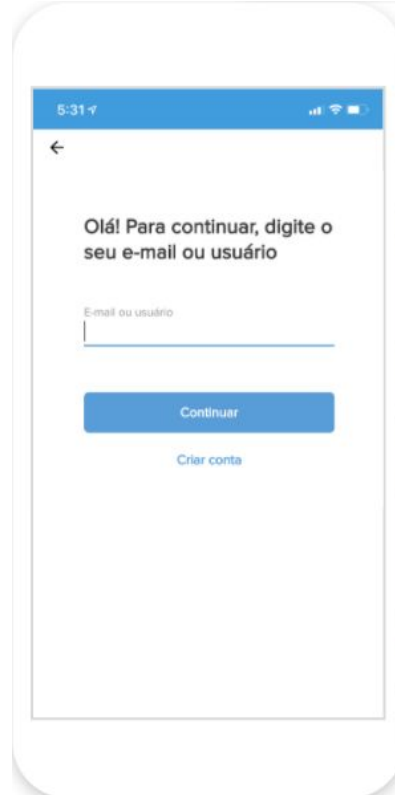 5:31
Olá! Para continuar, digite o
seu e-mail ou usuário
E-mail ou usuário
Continuar
Criar conta